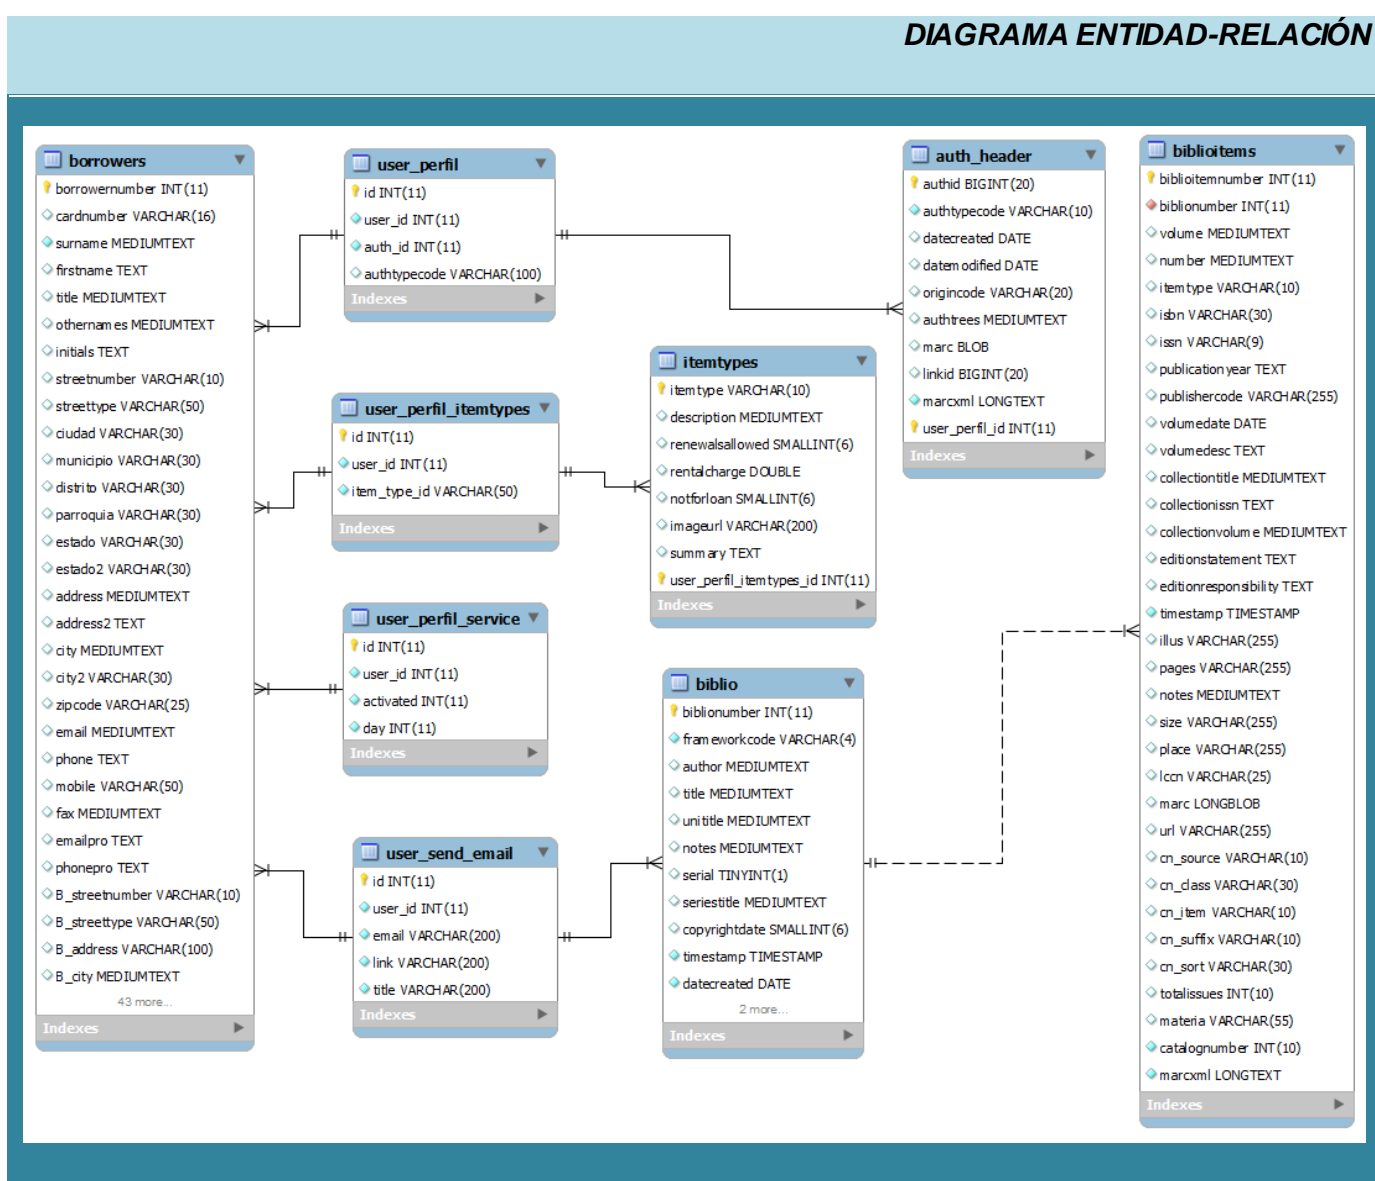 DIAGRAMA ENTIDAD-RELACIÓN
borrowers
borrowernumber INT(11)
cardnumber VARCHAR(16)
surname MEDIUMTEXT
firstname TEXT
title MEDIUMTEXT
othernames MEDIUMTEXT
initials TEXT
streetnumber VARCHAR(10)
streettype VARCHAR(50)
ciudad VARCHAR(30)
municipio VARCHAR(30)
distrito VARCHAR(30)
parroquia VARCHAR(30)
estado VARCHAR(30)
estado2 VARCHAR(30)
address MEDIUMTEXT
address2 TEXT
city MEDIUMTEXT
city2 VARCHAR(30)
zipcode VARCHAR(25)
email MEDIUMTEXT
phone TEXT
mobile VARCHAR(50)
fax MEDIUMTEXT
emailpro TEXT
phonepro TEXT
B_streetnumber VARCHAR(10)
B_streettype VARCHAR(50)
B_address VARCHAR(100)
B_city MEDIUMTEXT
43 more...
Indexes
user_perfil
id INT(11)
user_id INT(11)
auth_id INT(11)
authtypecode VARCHAR(100)
Indexes
user_perfil_itemtypes
id INT(11)
user_id INT(11)
item_type_id VARCHAR(50)
Indexes
user_perfil_service
id INT(11)
user_id INT(11)
activated INT(11)
day INT(11)
Indexes
user_send_email
id INT(11)
user_id INT(11)
email VARCHAR(200)
link VARCHAR(200)
title VARCHAR(200)
Indexes
itemtypes
itemtype VARCHAR(10)
description MEDIUMTEXT
renewalsallowed SMALLINT(6)
rentalcharge DOUBLE
notforloan SMALLINT(6)
imageurl VARCHAR(200)
summary TEXT
user_perfil_itemtypes_id INT(11)
Indexes
biblio
biblionumber INT(11)
frameworkcode VARCHAR(4)
author MEDIUMTEXT
title MEDIUMTEXT
unititle MEDIUMTEXT
notes MEDIUMTEXT
serial TINYINT(1)
seriestitle MEDIUMTEXT
copyrightdate SMALLINT(6)
timestamp TIMESTAMP
datecreated DATE
2 more...
Indexes
auth_header
authid BIGINT(20)
authtypecode VARCHAR(10)
datecreated DATE
datemodified DATE
origincode VARCHAR(20)
authtrees MEDIUMTEXT
marc BLOB
linkid BIGINT(20)
marcxml LONGTEXT
user_perfil_id INT(11)
Indexes
biblioitems
biblioitemnumber INT(11)
biblionumber INT(11)
volume MEDIUMTEXT
number MEDIUMTEXT
itemtype VARCHAR(10)
isbn VARCHAR(30)
issn VARCHAR(9)
publicationyear TEXT
publishercode VARCHAR(255)
volumedate DATE
volumedesc TEXT
collectiontitle MEDIUMTEXT
collectionissn TEXT
collectionvolume MEDIUMTEXT
editionstatement TEXT
editionresponsibility TEXT
timestamp TIMESTAMP
illus VARCHAR(255)
pages VARCHAR(255)
notes MEDIUMTEXT
size VARCHAR(255)
place VARCHAR(255)
lccn VARCHAR(25)
marc LONGBLOB
url VARCHAR(255)
cn_source VARCHAR(10)
cn_class VARCHAR(30)
cn_item VARCHAR(10)
cn_suffix VARCHAR(10)
cn_sort VARCHAR(30)
totalissues INT(10)
materia VARCHAR(55)
catalognumber INT(10)
marcxml LONGTEXT
Indexes